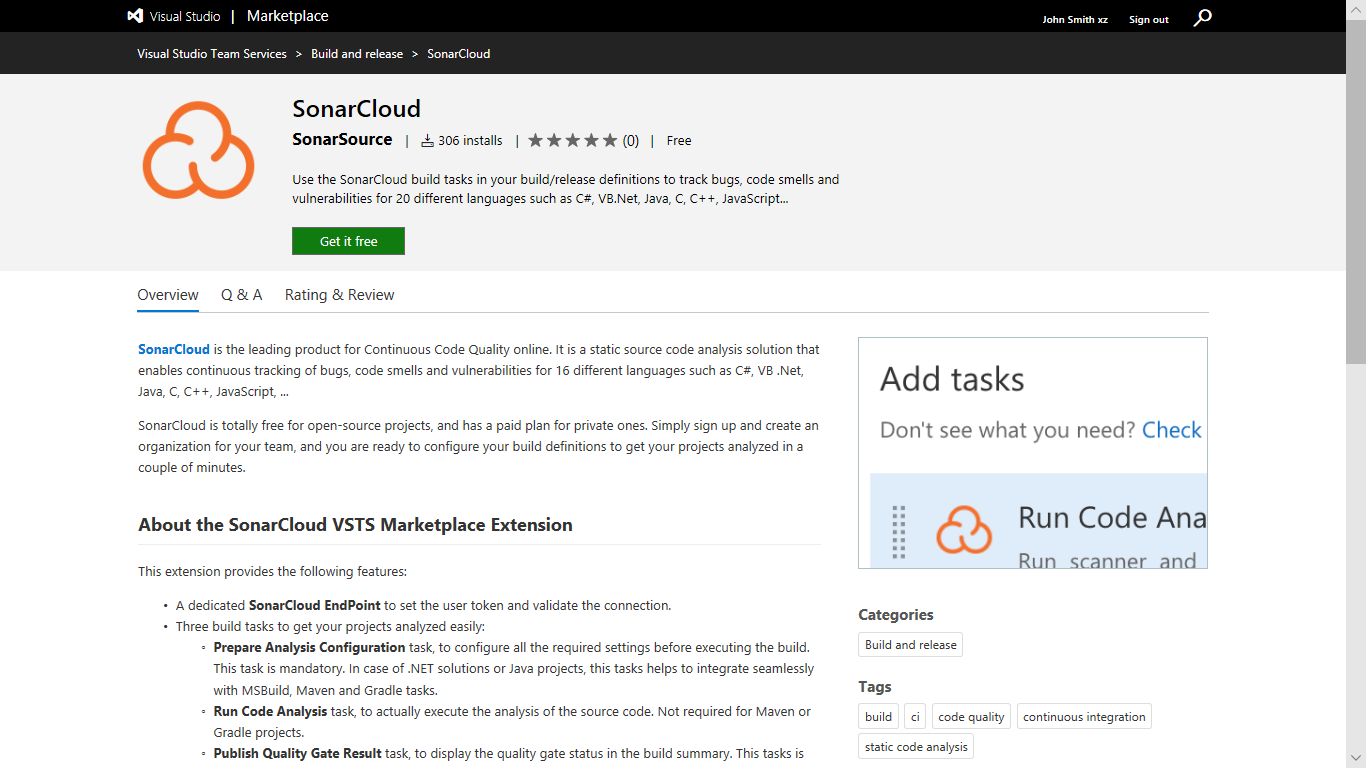 Visual Studio | Marketplace
John Smith xz Sign out
Visual Studio Team Services > Build and release > SonarCloud
SonarCloud
SonarSource | 306 installs | (0) | Free
Use the SonarCloud build tasks in your build/release definitions to track bugs, code smells and
vulnerabilities for 20 different languages such as C#, VB.Net, Java, C, C++, JavaScript...
Get it free
Overview Q & A Rating & Review
SonarCloud is the leading product for Continuous Code Quality online. It is a static source code analysis solution that
enables continuous tracking of bugs, code smells and vulnerabilities for 16 different languages such as C#, VB .Net,
Java, C, C++, JavaScript, ...
SonarCloud is totally free for open-source projects, and has a paid plan for private ones. Simply sign up and create an
organization for your team, and you are ready to configure your build definitions to get your projects analyzed in a
couple of minutes.
About the SonarCloud VSTS Marketplace Extension
This extension provides the following features:
• A dedicated SonarCloud EndPoint to set the user token and validate the connection.
• Three build tasks to get your projects analyzed easily:
◦ Prepare Analysis Configuration task, to configure all the required settings before executing the build.
This task is mandatory. In case of .NET solutions or Java projects, this tasks helps to integrate seamlessly
with MSBuild, Maven and Gradle tasks.
◦ Run Code Analysis task, to actually execute the analysis of the source code. Not required for Maven or
Gradle projects.
◦ Publish Quality Gate Result task, to display the quality gate status in the build summary. This tasks is
Add tasks
Don't see what you need? Check
Run Code Ana
Run scanner and
Categories
Build and release
Tags
build ci code quality continuous integration
static code analysis